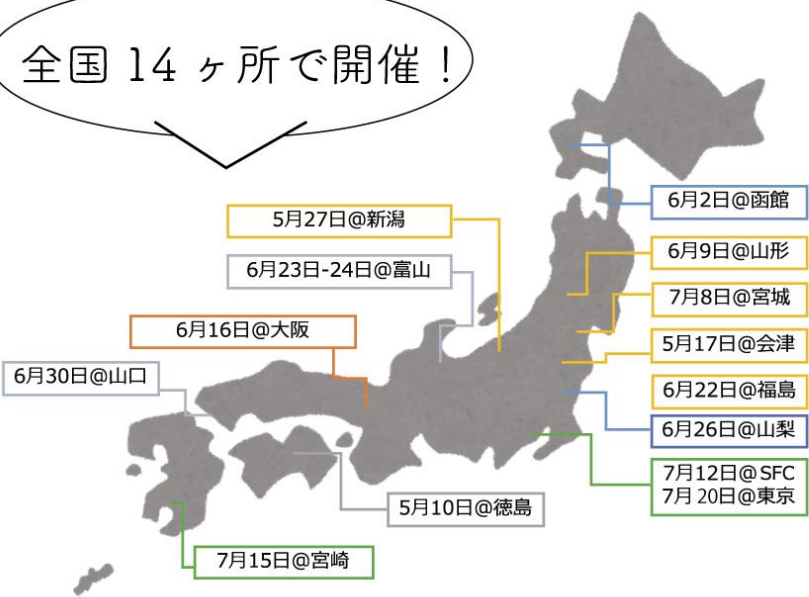 全国14ヶ所で開催！
5月27日@新潟
6月23日-24日@富山
6月16日@大阪
6月30日@山口
6月2日@函館
6月9日@山形
7月8日@宮城
5月17日@会津
6月22日@福島
6月26日@山梨
7月12日@SFC
7月20日@東京
5月10日@徳島
7月15日@宮崎